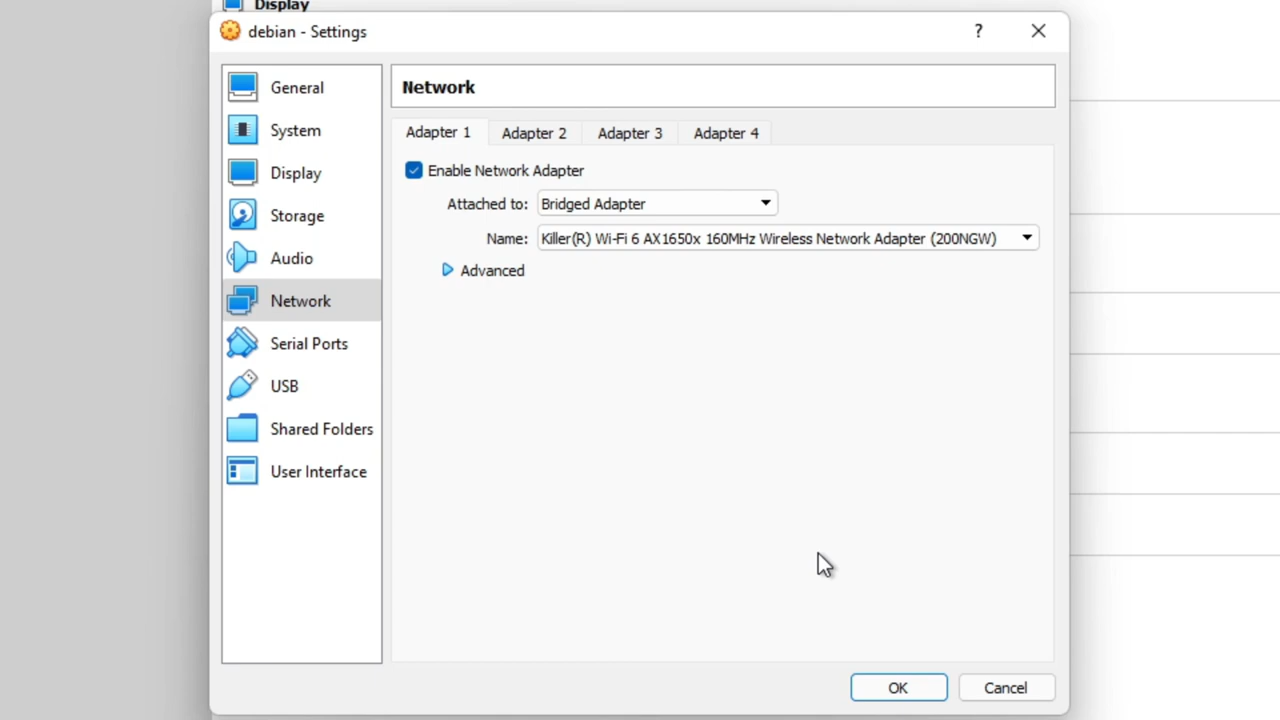 Display
debian - Settings
?
General
System
Display
Storage
Audio
Network
Serial Ports
USB
Shared Folders
User Interface
Network
Adapter 1 Adapter 2 Adapter 3 Adapter 4
Enable Network Adapter
Attached to: Bridged Adapter
Name: Killer(R) Wi-Fi 6 AX1650x 160MHz Wireless Network Adapter (200NGW)
Advanced
OK Cancel